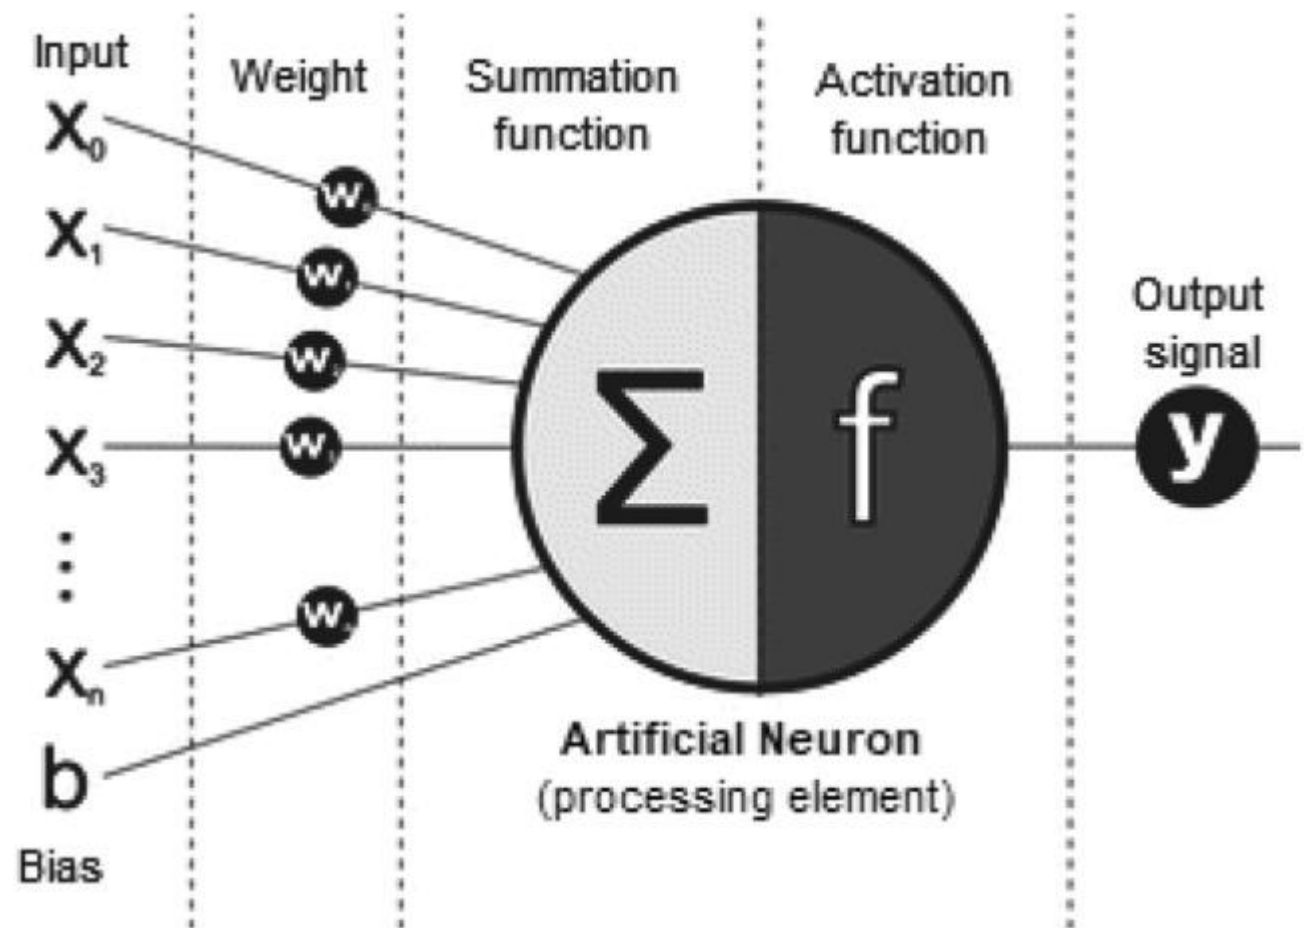 Input
Weight
Summation
function
Activation
function
X₀
X₁
X₂
X₃
⋮
Xₙ
b
Bias
w
w
w
w
w
Σ
f
Output
signal
y
Artificial Neuron
(processing element)